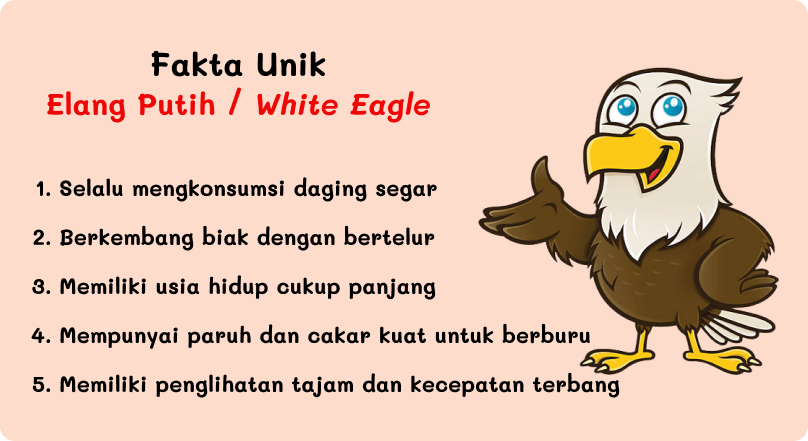 Fakta Unik
Elang Putih / White Eagle
1. Selalu mengkonsumsi daging segar
2. Berkembang biak dengan bertelur
3. Memiliki usia hidup cukup panjang
4. Mempunyai paruh dan cakar kuat untuk berburu
5. Memiliki penglihatan tajam dan kecepatan terbang